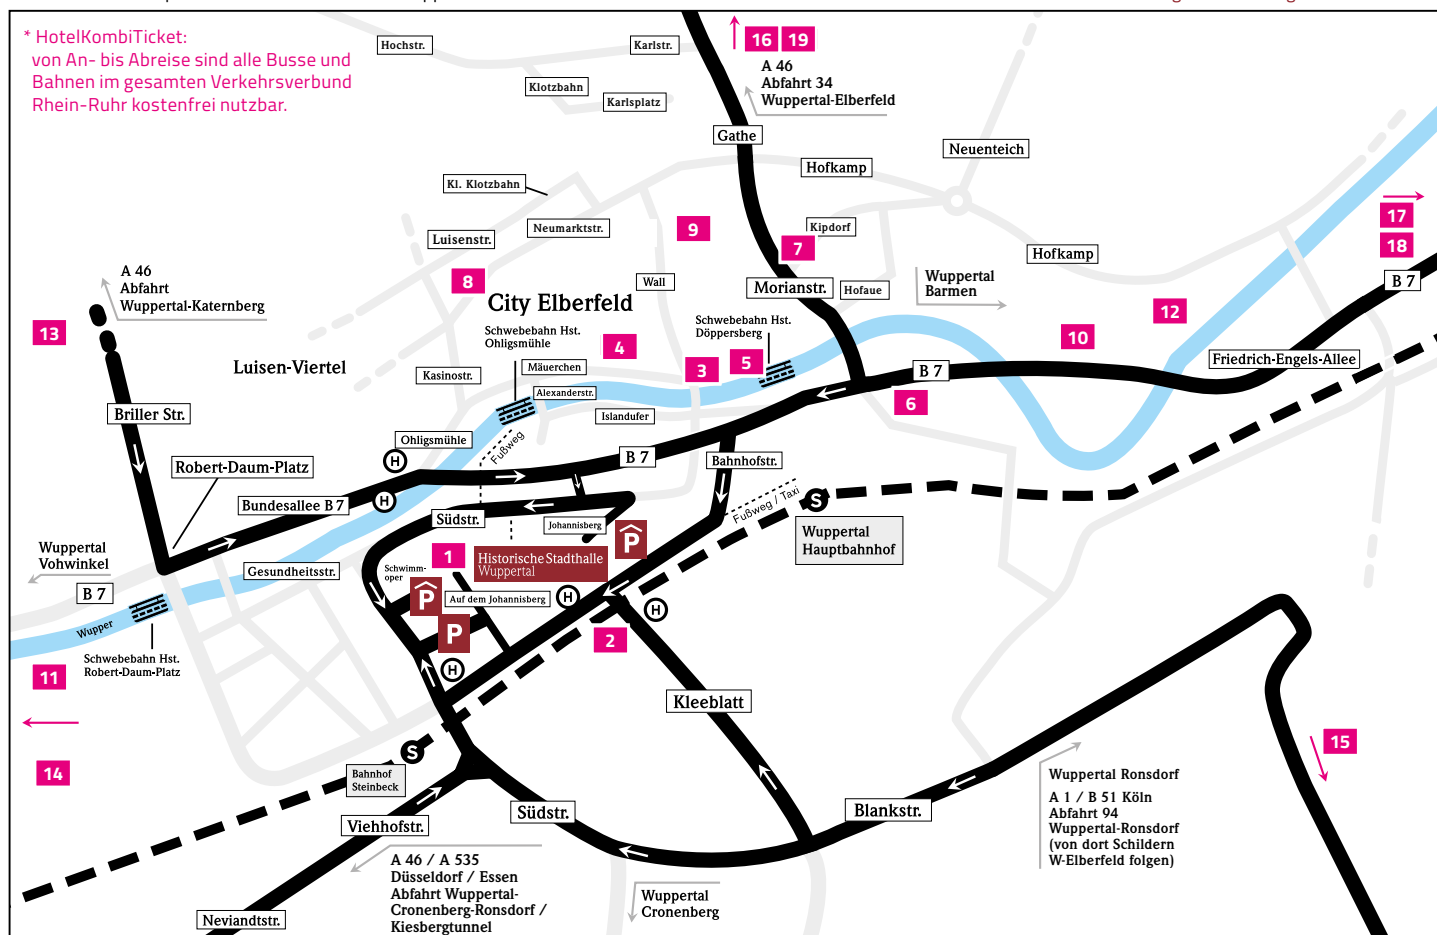 * HotelKombiTicket:
von An- bis Abreise sind alle Busse und
Bahnen im gesamten Verkehrsverbund
Rhein-Ruhr kostenfrei nutzbar.
Hochstr.
Karlstr.
Klotzbahn
Karlsplatz
16 19
A 46
Abfahrt 34
Wuppertal-Elberfeld
Gathe
Hofkamp
Neuenteich
Kl. Klotzbahn
Neumarktstr.
Luisenstr.
9
Kipdorf
7
17
18
B 7
Hofkamp
A 46
Abfahrt
Wuppertal-Katernberg
8
Wall
Morianstr.
Hofaue
Wuppertal
Barmen
City Elberfeld
13
Schwebebahn Hst.
Ohligsmühle
Schwebebahn Hst.
Döppersberg
12
10
4
5
3
Luisen-Viertel
Kasinostr.
Mäuerchen
Alexanderstr.
Islandufer
B 7
6
Friedrich-Engels-Allee
Briller Str.
Ohligsmühle
H
Fußweg
B 7
Bahnhofstr.
Robert-Daum-Platz
Bundesallee B 7
H
Südstr.
Johannisberg
Fußweg / Taxi
S
Wuppertal
Hauptbahnhof
Wuppertal
Vohwinkel
B 7
Gesundheitsstr.
1
Historische Stadthalle
Wuppertal
P
Schwimm-
oper
P
Auf dem Johannisberg
H
H
Wupper
P
2
Schwebebahn Hst.
Robert-Daum-Platz
11
H
Kleeblatt
14
S
Bahnhof
Steinbeck
15
Wuppertal Ronsdorf
A 1 / B 51 Köln
Abfahrt 94
Wuppertal-Ronsdorf
(von dort Schildern
W-Elberfeld folgen)
Viehhofstr.
Südstr.
Blankstr.
A 46 / A 535
Düsseldorf / Essen
Abfahrt Wuppertal-
Cronenberg-Ronsdorf /
Kiesbergtunnel
Wuppertal
Cronenberg
Neviandtstr.